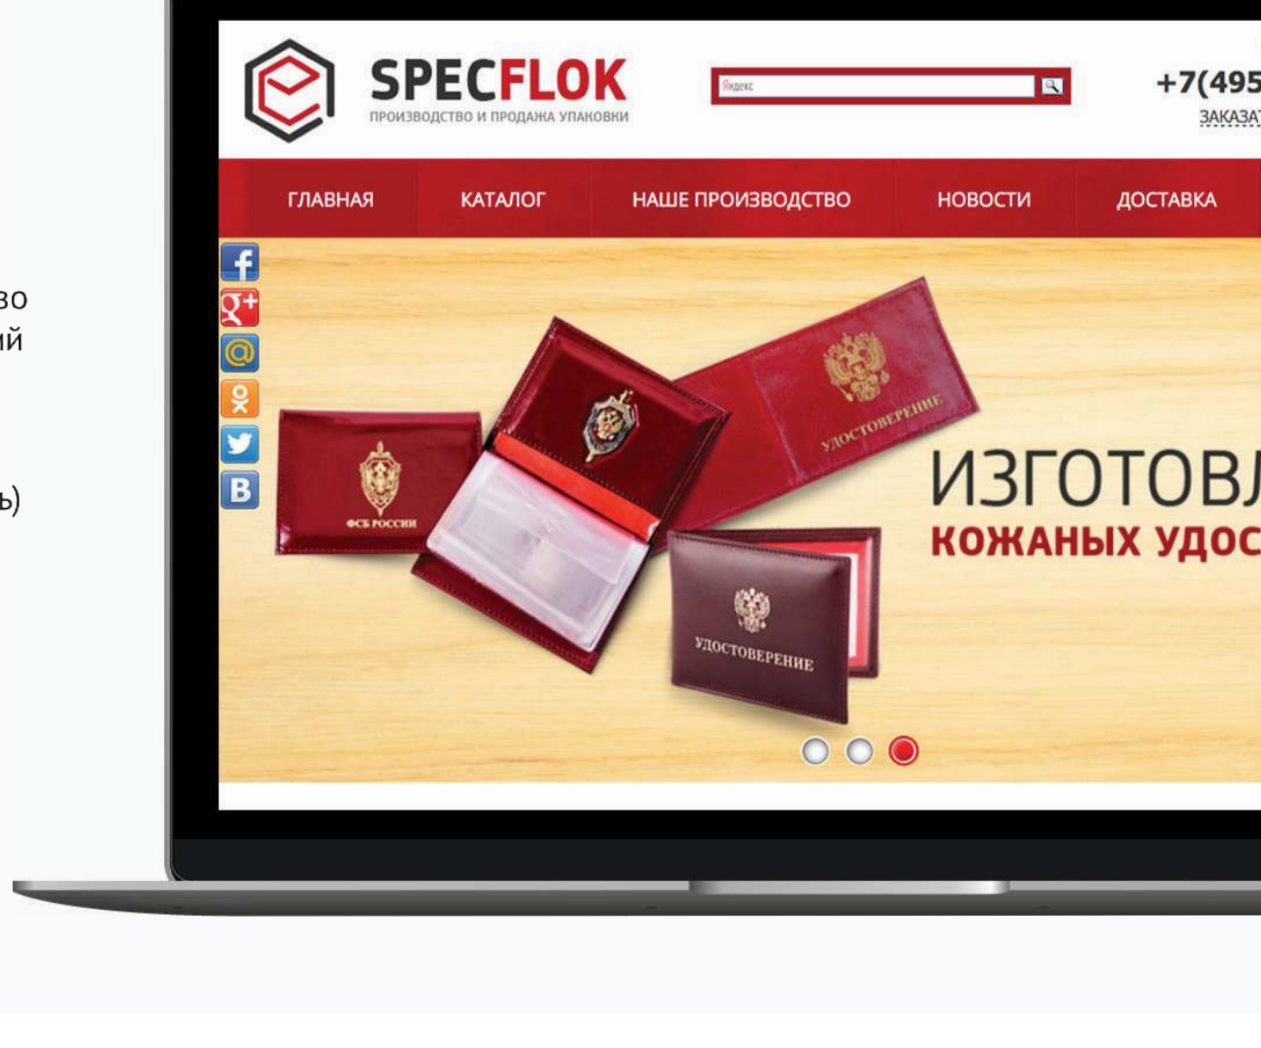 SPECFLOK
ПРОИЗВОДСТВО И ПРОДАЖА УПАКОВКИ
Яндекс
+7(495
ЗАКАЗАТ
ГЛАВНАЯ КАТАЛОГ НАШЕ ПРОИЗВОДСТВО НОВОСТИ ДОСТАВКА
во
ий
ь)
f
g+
@
B
УДОСТОВЕРЕНИЕ
ФСБ РОССИИ
ИЗГОТОВЛ
КОЖАНЫХ УДОС
УДОСТОВЕРЕНИЕ